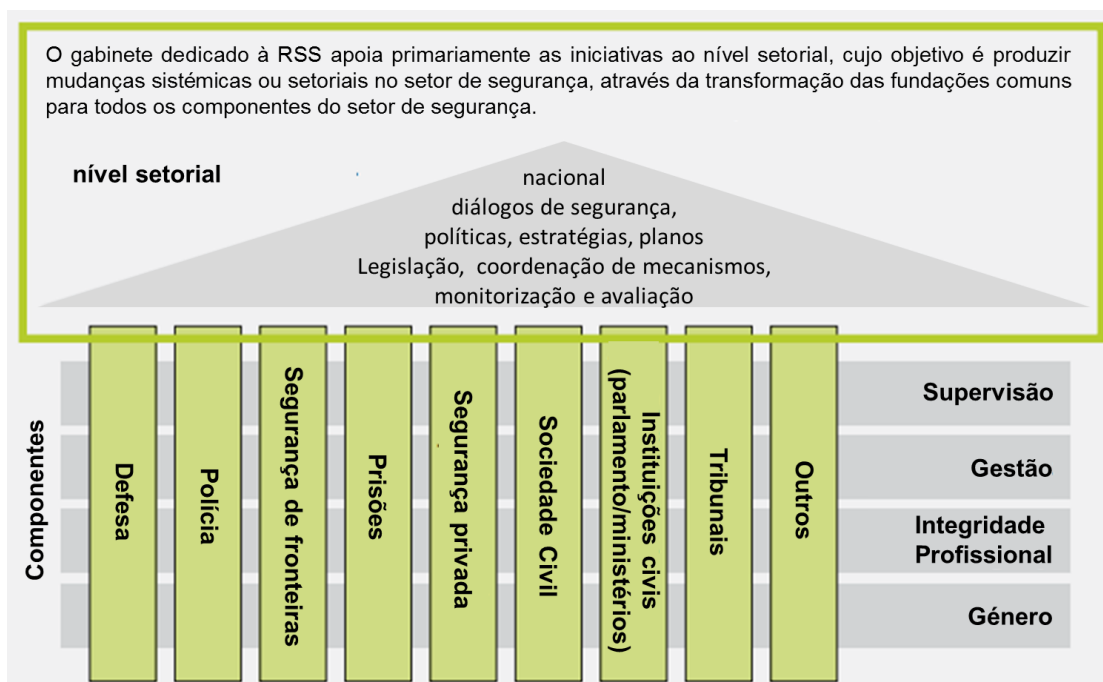 O gabinete dedicado à RSS apoia primariamente as iniciativas ao nível setorial, cujo objetivo é produzir
mudanças sistémicas ou setoriais no setor de segurança, através da transformação das fundações comuns
para todos os componentes do setor de segurança.
nível setorial
nacional
diálogos de segurança,
políticas, estratégias, planos
Legislação, coordenação de mecanismos,
monitorização e avaliação
Componentes
Defesa
Polícia
Segurança de fronteiras
Prisões
Segurança privada
Sociedade Civil
Instituições civis
(parlamento/ministérios)
Tribunais
Outros
Supervisão
Gestão
Integridade
Profissional
Género